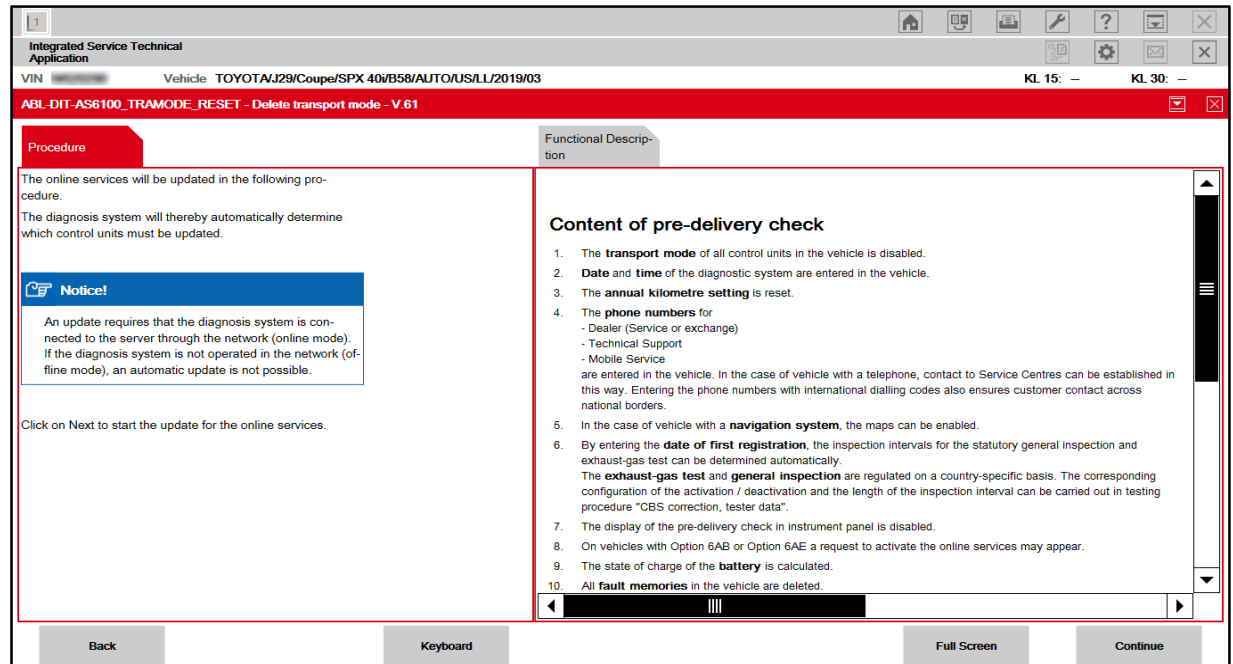 1
?
Integrated Service Technical
Application
VIN Vehicle TOYOTA/J29/Coupe/SPX 40i/B58/AUTO/US/LL/2019/03 KL 15: -- KL 30: --
ABL-DIT-AS6100_TRAMODE_RESET - Delete transport mode - V.61
Procedure
The online services will be updated in the following pro-
cedure.
The diagnosis system will thereby automatically determine
which control units must be updated.
Notice!
An update requires that the diagnosis system is con-
nected to the server through the network (online mode).
If the diagnosis system is not operated in the network (of-
fline mode), an automatic update is not possible.
Click on Next to start the update for the online services.
Functional Descrip-
tion
Content of pre-delivery check
1. The transport mode of all control units in the vehicle is disabled.
2. Date and time of the diagnostic system are entered in the vehicle.
3. The annual kilometre setting is reset.
4. The phone numbers for
- Dealer (Service or exchange)
- Technical Support
- Mobile Service
are entered in the vehicle. In the case of vehicle with a telephone, contact to Service Centres can be established in
this way. Entering the phone numbers with international dialling codes also ensures customer contact across
national borders.
5. In the case of vehicle with a navigation system, the maps can be enabled.
6. By entering the date of first registration, the inspection intervals for the statutory general inspection and
exhaust-gas test can be determined automatically.
The exhaust-gas test and general inspection are regulated on a country-specific basis. The corresponding
configuration of the activation / deactivation and the length of the inspection interval can be carried out in testing
procedure "CBS correction, tester data".
7. The display of the pre-delivery check in instrument panel is disabled.
8. On vehicles with Option 6AB or Option 6AE a request to activate the online services may appear.
9. The state of charge of the battery is calculated.
10. All fault memories in the vehicle are deleted.
Back Keyboard Full Screen Continue